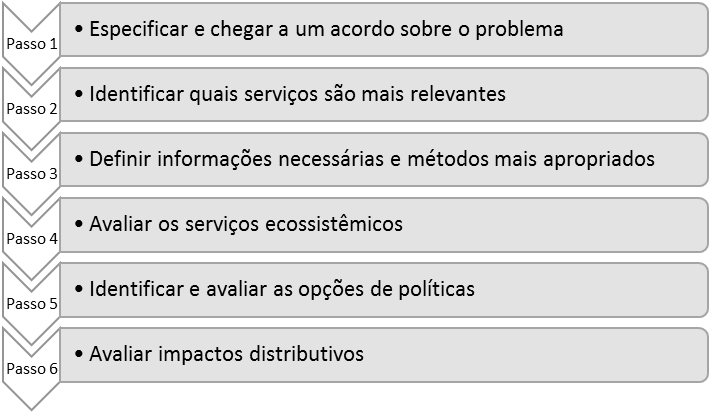 Passo 1
• Especificar e chegar a um acordo sobre o problema
Passo 2
• Identificar quais serviços são mais relevantes
Passo 3
• Definir informações necessárias e métodos mais apropriados
Passo 4
• Avaliar os serviços ecossistêmicos
Passo 5
• Identificar e avaliar as opções de políticas
Passo 6
• Avaliar impactos distributivos